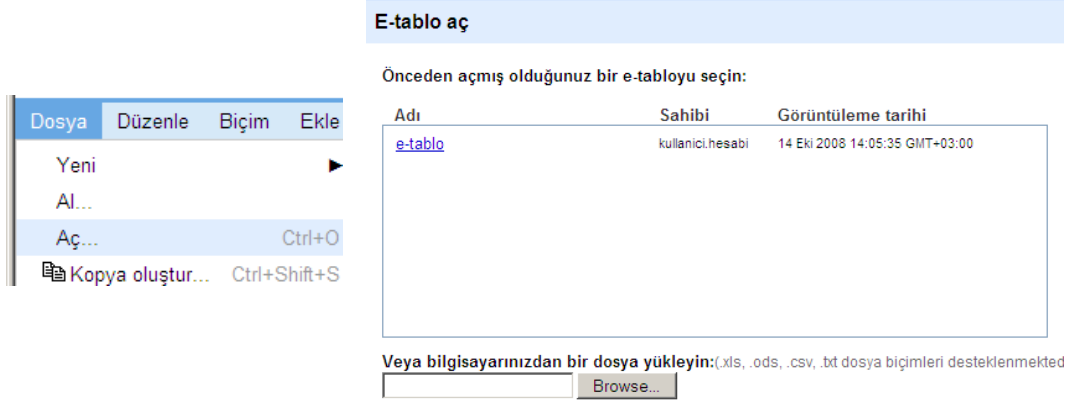 Dosya Düzenle Biçim Ekle
Yeni
Al...
Aç... Ctrl+O
Kopya oluştur... Ctrl+Shift+S
E-tablo aç
Önceden açmış olduğunuz bir e-tabloyu seçin:
Adı Sahibi Görüntüleme tarihi
e-tablo kullanici.hesabi 14 Eki 2008 14:05:35 GMT+03:00
Veya bilgisayarınızdan bir dosya yükleyin:(.xls, .ods, .csv, .txt dosya biçimleri desteklenmekted
Browse...